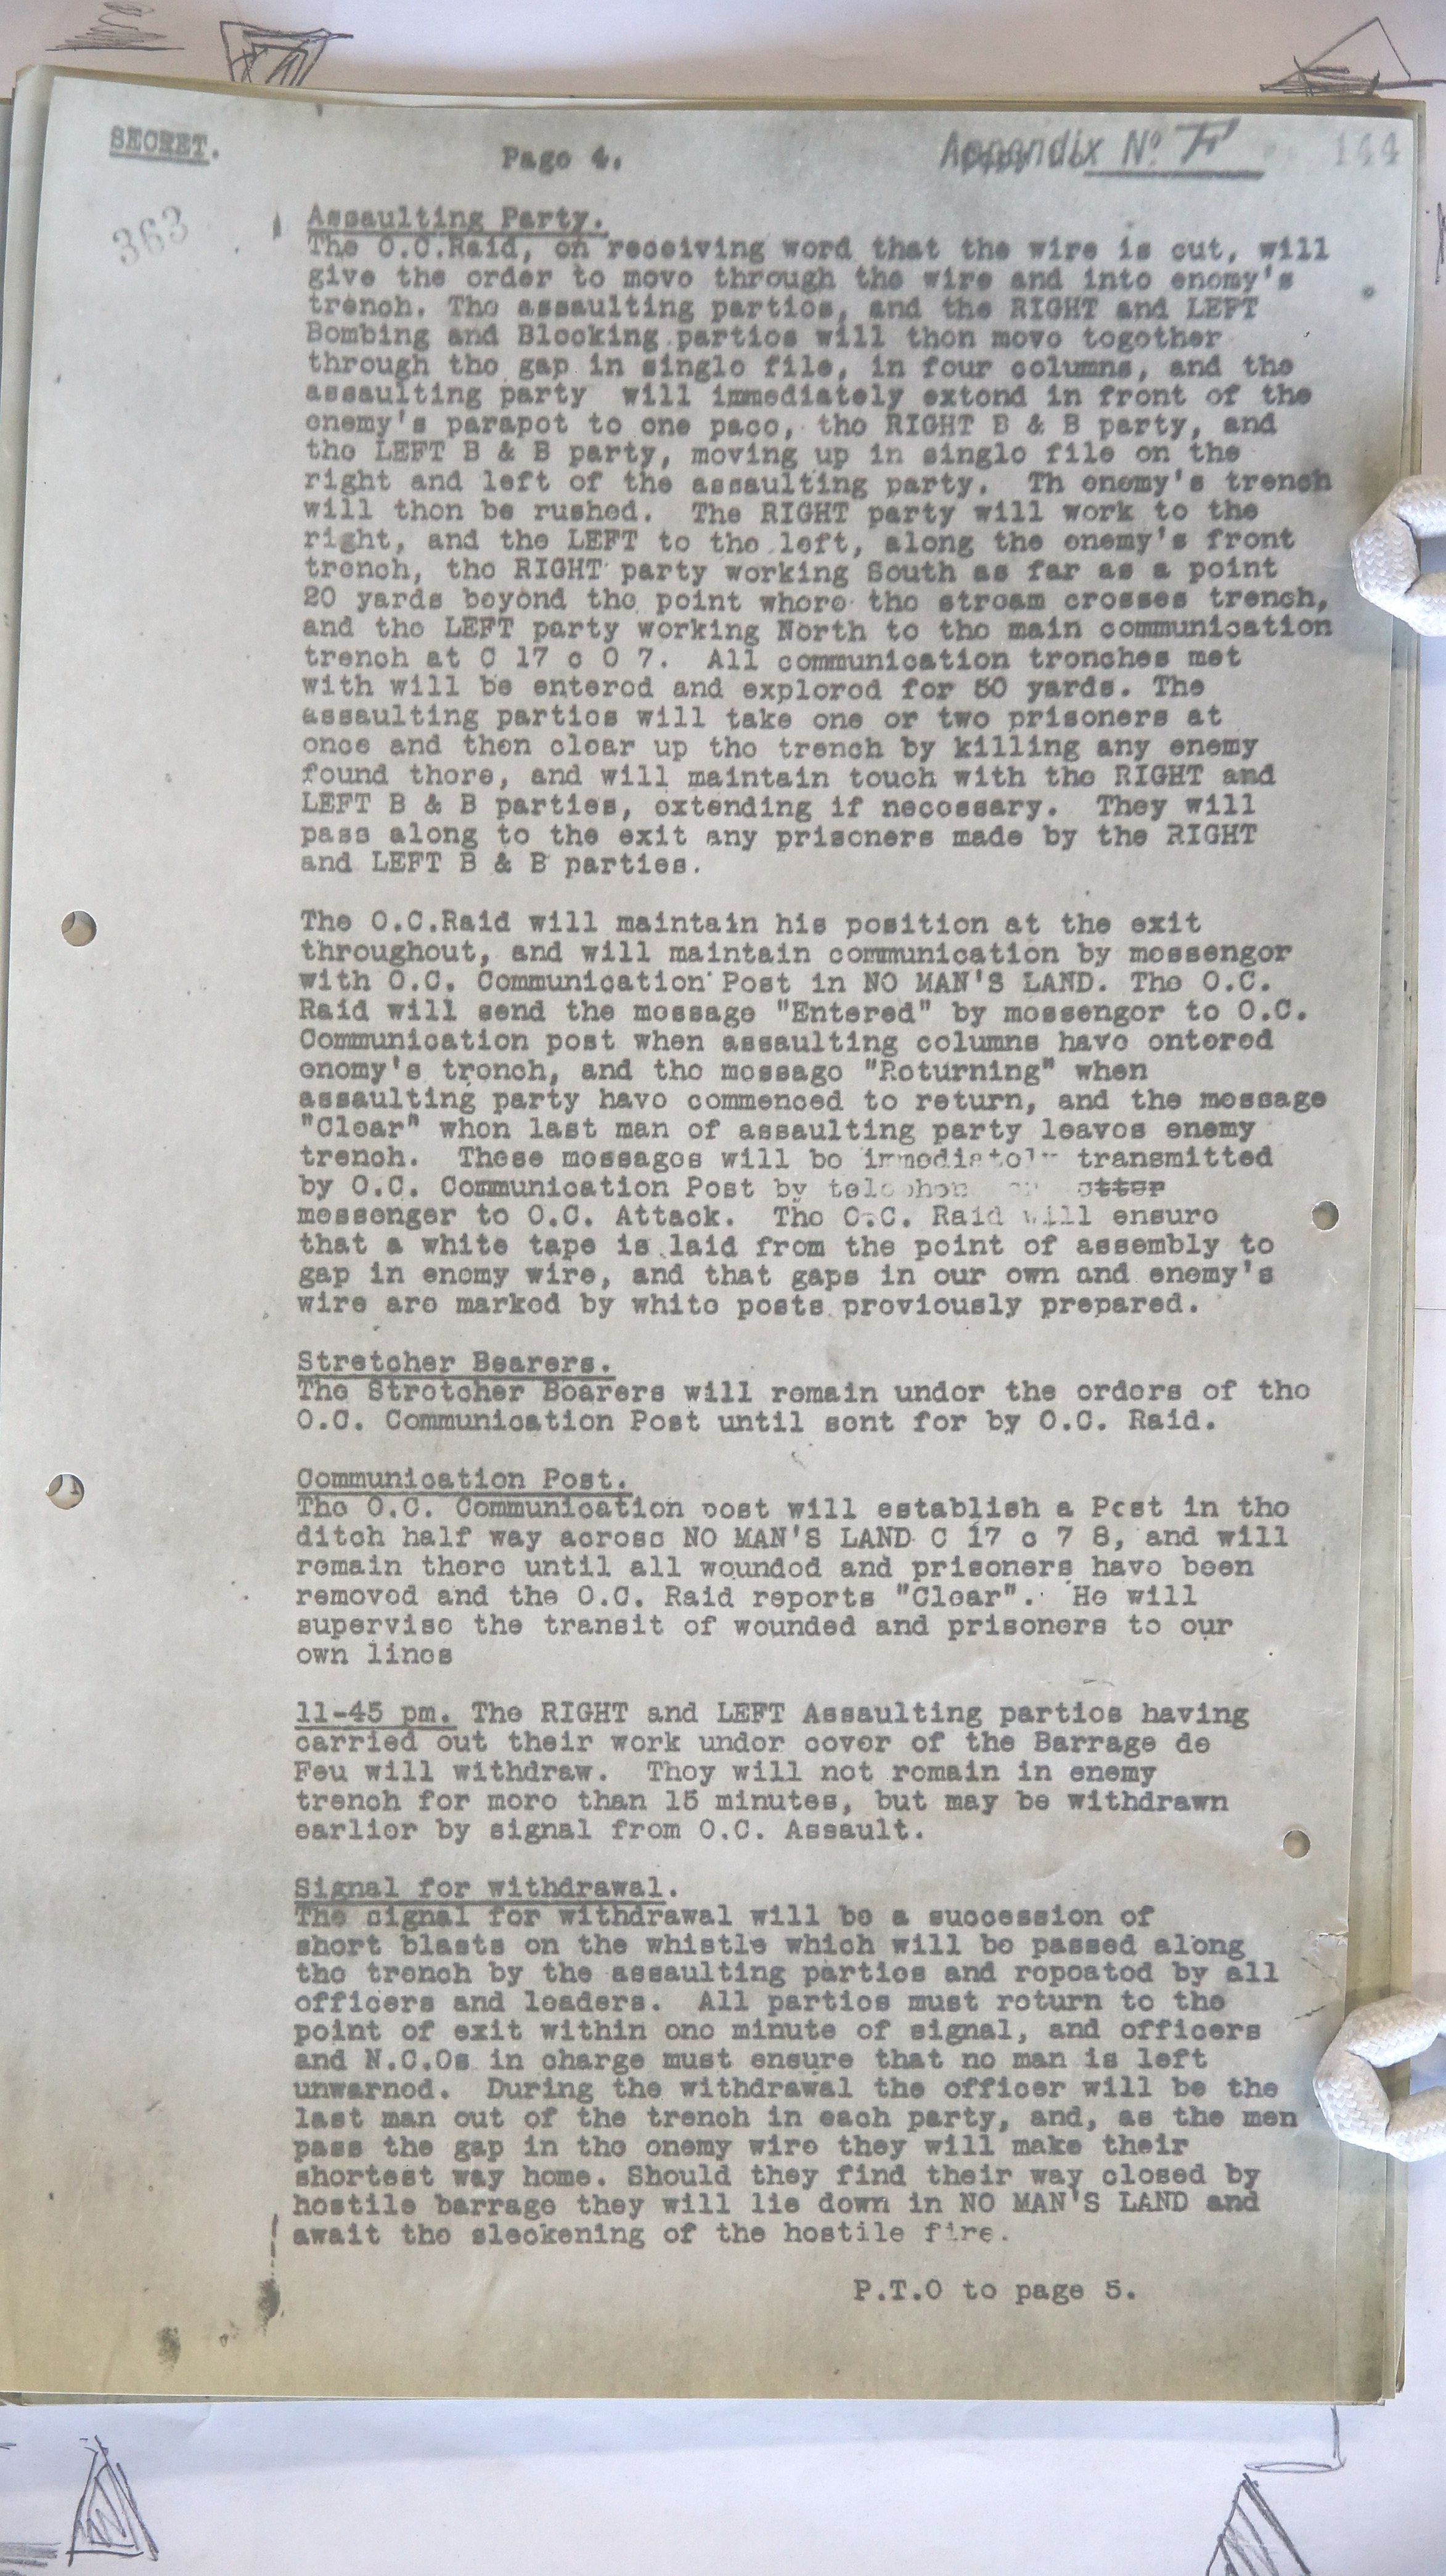 SECRET.
Page 4.
Appendix No F
144
363
Assaulting Party.
The O.C.Raid, on receiving word that the wire is cut, will
give the order to move through the wire and into enemy's
trench. The assaulting parties, and the RIGHT and LEFT
Bombing and Blocking parties will then move together
through the gap in single file, in four columns, and the
assaulting party will immediately extend in front of the
enemy's parapet to one pace, the RIGHT B & B party, and
the LEFT B & B party, moving up in single file on the
right and left of the assaulting party. Th enemy's trench
will then be rushed. The RIGHT party will work to the
right, and the LEFT to the left, along the enemy's front
trench, the RIGHT party working South as far as a point
20 yards beyond the point where the stream crosses trench,
and the LEFT party working North to the main communication
trench at C 17 c 0 7. All communication trenches met
with will be entered and explored for 50 yards. The
assaulting parties will take one or two prisoners at
once and then clear up the trench by killing any enemy
found there, and will maintain touch with the RIGHT and
LEFT B & B parties, extending if necessary. They will
pass along to the exit any prisoners made by the RIGHT
and LEFT B & B parties.
The O.C.Raid will maintain his position at the exit
throughout, and will maintain communication by messenger
with O.C. Communication Post in NO MAN'S LAND. The O.C.
Raid will send the message "Entered" by messenger to O.C.
Communication post when assaulting columns have entered
enemy's trench, and the message "Returning" when
assaulting party have commenced to return, and the message
"Clear" when last man of assaulting party leaves enemy
trench. These messages will be immediately transmitted
by O.C. Communication Post by
messenger to O.C. Attack. The O.C. Raid will ensure
that a white tape is laid from the point of assembly to
gap in enemy wire, and that gaps in our own and enemy's
wire are marked by white posts previously prepared.
Stretcher Bearers.
The Stretcher Bearers will remain under the orders of the
O.C. Communication Post until sent for by O.C. Raid.
Communication Post.
The O.C. Communication post will establish a Post in the
ditch half way across NO MAN'S LAND C 17 c 7 8, and will
remain there until all wounded and prisoners have been
removed and the O.C. Raid reports "Clear". He will
supervise the transit of wounded and prisoners to our
own lines
11-45 pm. The RIGHT and LEFT Assaulting parties having
carried out their work under cover of the Barrage de
Feu will withdraw. They will not remain in enemy
trench for more than 15 minutes, but may be withdrawn
earlier by signal from O.C. Assault.
Signal for withdrawal.
The signal for withdrawal will be a succession of
short blasts on the whistle which will be passed along
the trench by the assaulting parties and repeated by all
officers and leaders. All parties must return to the
point of exit within one minute of signal, and officers
and N.C.Os in charge must ensure that no man is left
unwarned. During the withdrawal the officer will be the
last man out of the trench in each party, and, as the men
pass the gap in the enemy wire they will make their
shortest way home. Should they find their way closed by
hostile barrage they will lie down in NO MAN'S LAND and
await the sleckening of the hostile fire.
P.T.O to page 5.